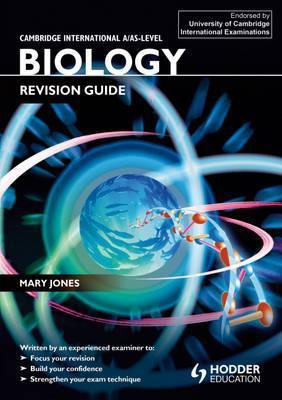 CAMBRIDGE INTERNATIONAL A/AS-LEVEL
Endorsed by
University of Cambridge
International Examinations
BIOLOGY
REVISION GUIDE
MARY JONES
Written by an experienced examiner to:
► Focus your revision
► Build your confidence
► Strengthen your exam technique
HODDER
EDUCATION